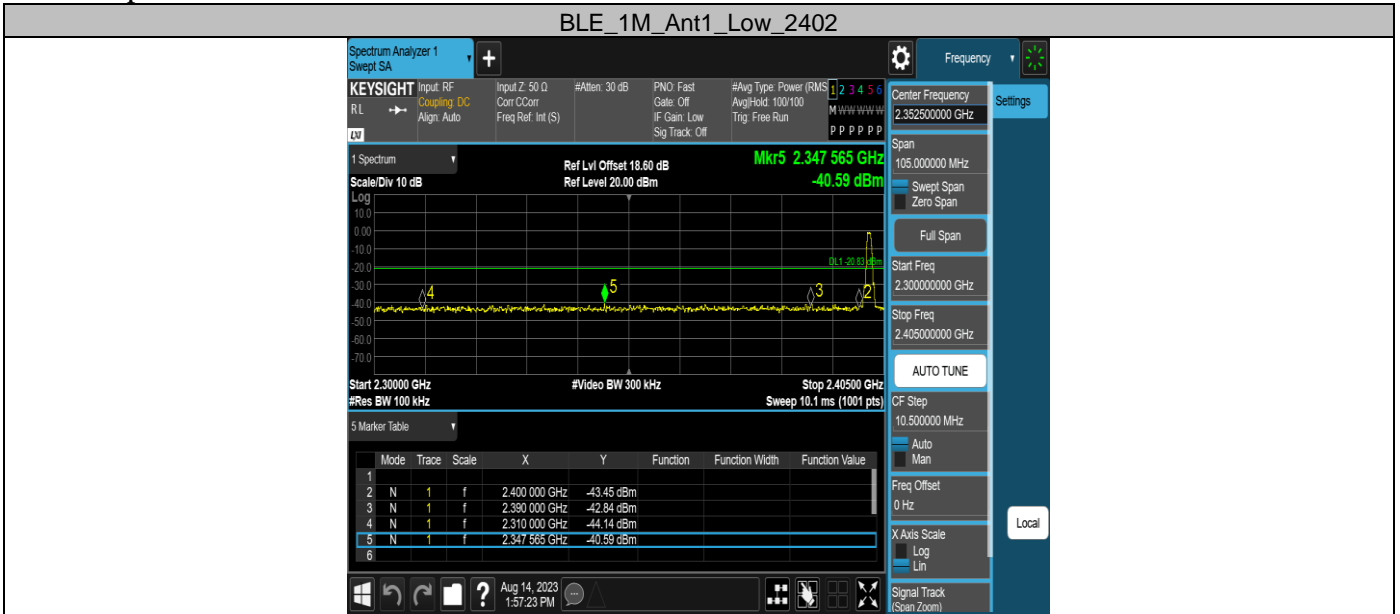 BLE_1M_Ant1_Low_2402
Spectrum Analyzer 1
Swept SA
+
Frequency
KEYSIGHT
RL
LXI
Input: RF
Coupling: DC
Align: Auto
Input Z: 50 Ω
Corr CCorr
Freq Ref: Int (S)
#Atten: 30 dB
PNO: Fast
Gate: Off
IF Gain: Low
Sig Track: Off
#Avg Type: Power (RMS
Avg|Hold: 100/100
Trig: Free Run
1 2 3 4 5 6
M W W W W W
P P P P P P
1 Spectrum
Scale/Div 10 dB
Ref Lvl Offset 18.60 dB
Ref Level 20.00 dBm
Mkr5 2.347 565 GHz
-40.59 dBm
Log
10.0
0.00
-10.0
-20.0
-30.0
-40.0
-50.0
-60.0
-70.0
DL1 -20.83 dBm
4
5
3
2
Start 2.30000 GHz
#Video BW 300 kHz
Stop 2.40500 GHz
#Res BW 100 kHz
Sweep 10.1 ms (1001 pts)
5 Marker Table
Mode Trace Scale X Y Function Function Width Function Value
1
2 N 1 f 2.400 000 GHz -43.45 dBm
3 N 1 f 2.390 000 GHz -42.84 dBm
4 N 1 f 2.310 000 GHz -44.14 dBm
5 N 1 f 2.347 565 GHz -40.59 dBm
6
?
Aug 14, 2023
1:57:23 PM
Center Frequency
2.352500000 GHz
Settings
Span
105.000000 MHz
Swept Span
Zero Span
Full Span
Start Freq
2.300000000 GHz
Stop Freq
2.405000000 GHz
AUTO TUNE
CF Step
10.500000 MHz
Auto
Man
Freq Offset
0 Hz
Local
X Axis Scale
Log
Lin
Signal Track
(Span Zoom)